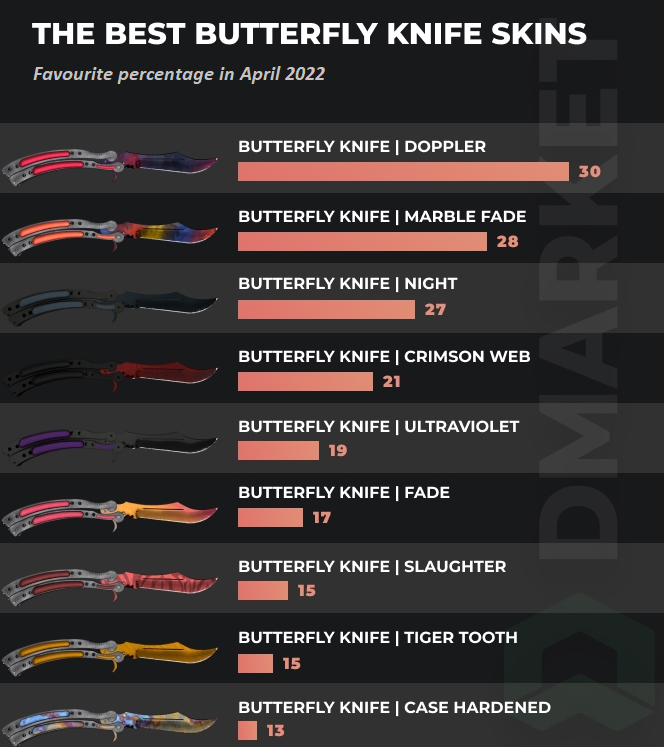 THE BEST BUTTERFLY KNIFE SKINS
Favourite percentage in April 2022
BUTTERFLY KNIFE | DOPPLER
30
BUTTERFLY KNIFE | MARBLE FADE
28
BUTTERFLY KNIFE | NIGHT
27
BUTTERFLY KNIFE | CRIMSON WEB
21
BUTTERFLY KNIFE | ULTRAVIOLET
19
BUTTERFLY KNIFE | FADE
17
BUTTERFLY KNIFE | SLAUGHTER
15
BUTTERFLY KNIFE | TIGER TOOTH
15
BUTTERFLY KNIFE | CASE HARDENED
13
DMARKET